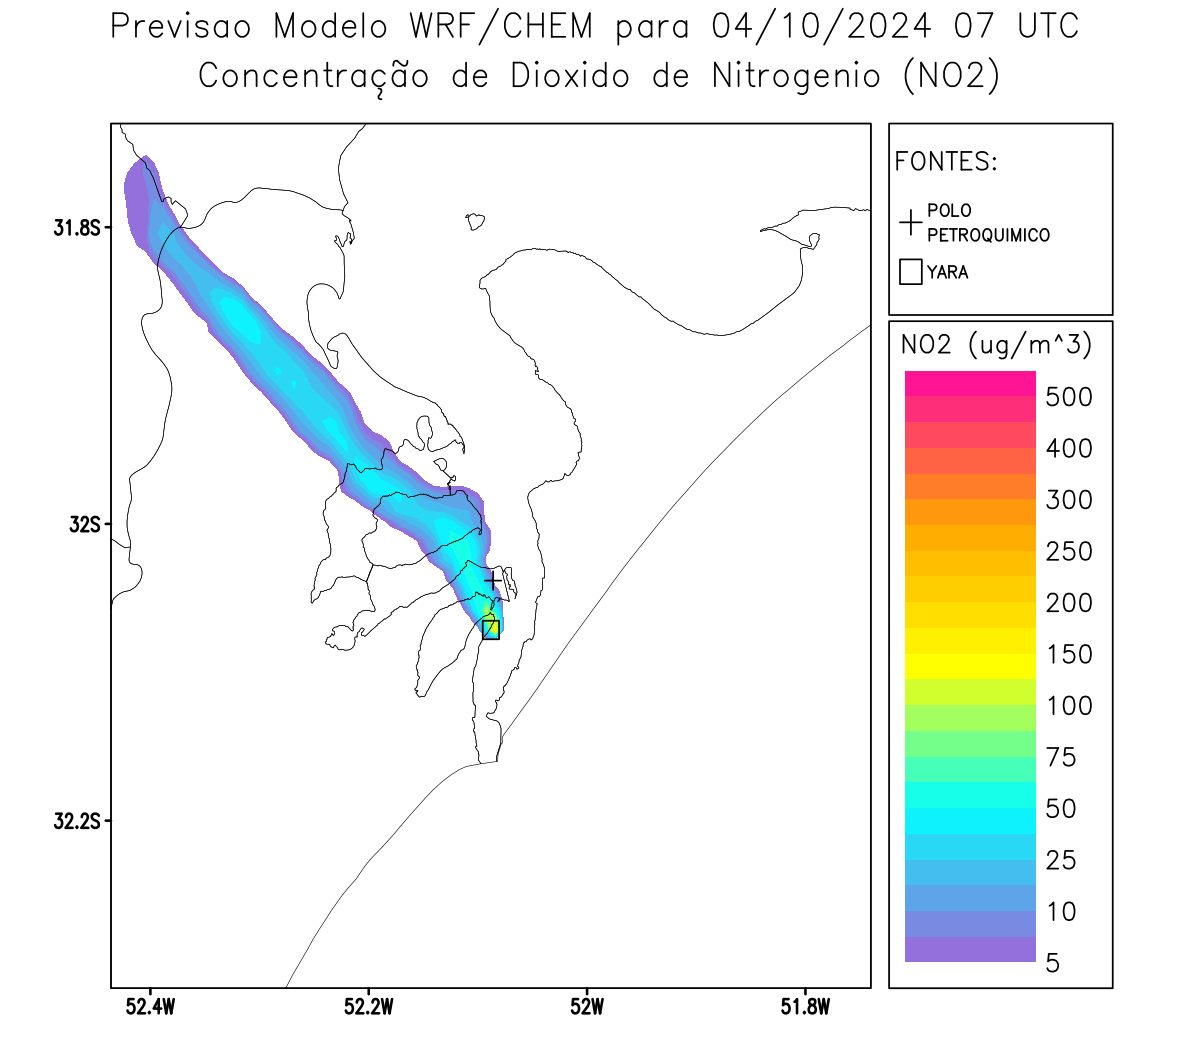 Previsao Modelo WRF/CHEM para 04/10/2024 07 UTC
Concentração de Dioxido de Nitrogenio (NO2)
FONTES:
POLO
PETROQUIMICO
YARA
31.8S
32S
32.2S
52.4W
52.2W
52W
51.8W
NO2 (ug/m^3)
500
400
300
250
200
150
100
75
50
25
10
5